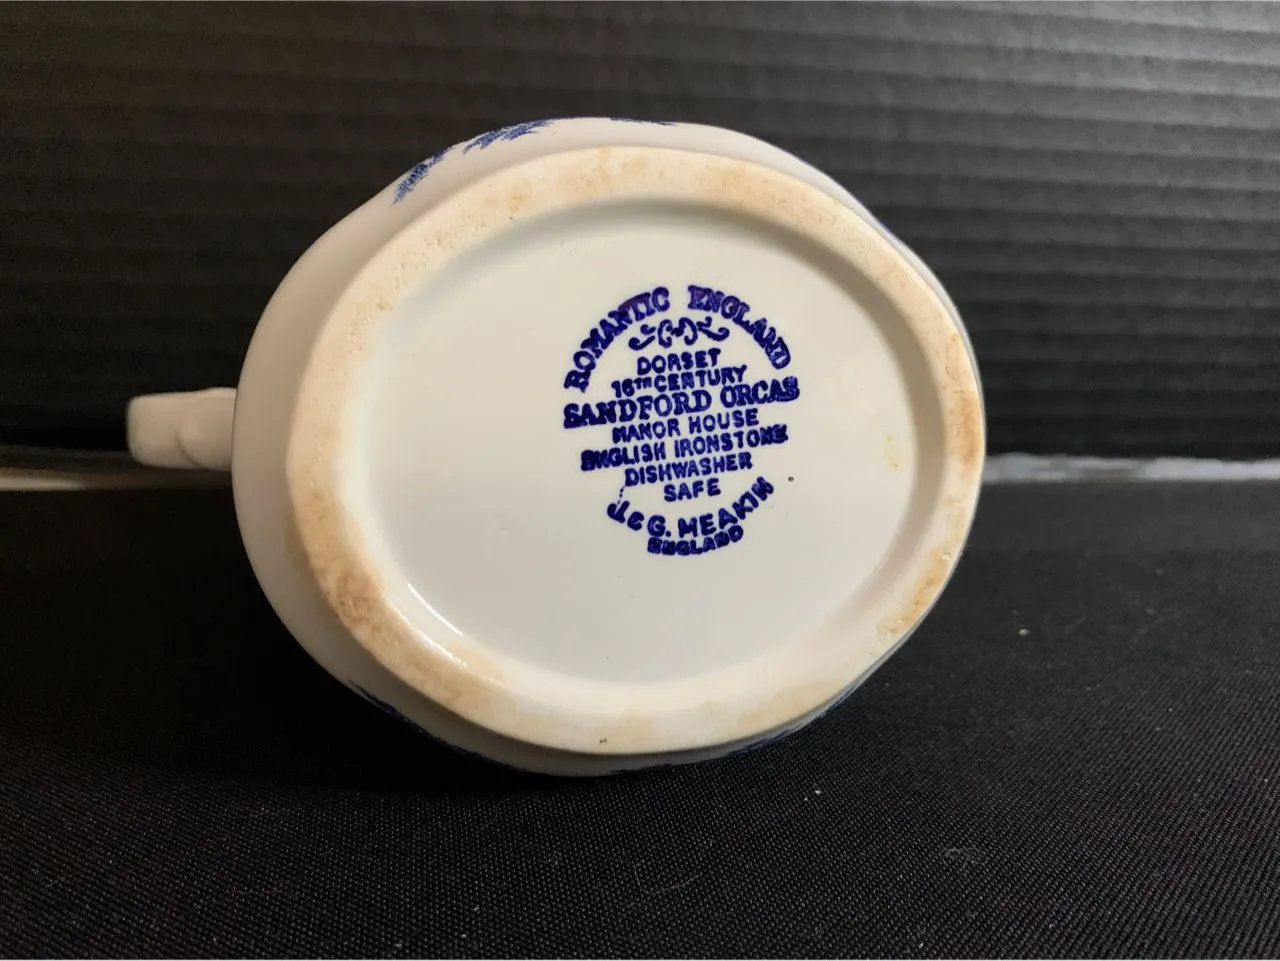 ROMANTIC ENGLAND
DORSET
16TH CENTURY
SANDFORD ORCAS
MANOR HOUSE
ENGLISH IRONSTONE
DISHWASHER
SAFE
J & G. MEAKIN
ENGLAND